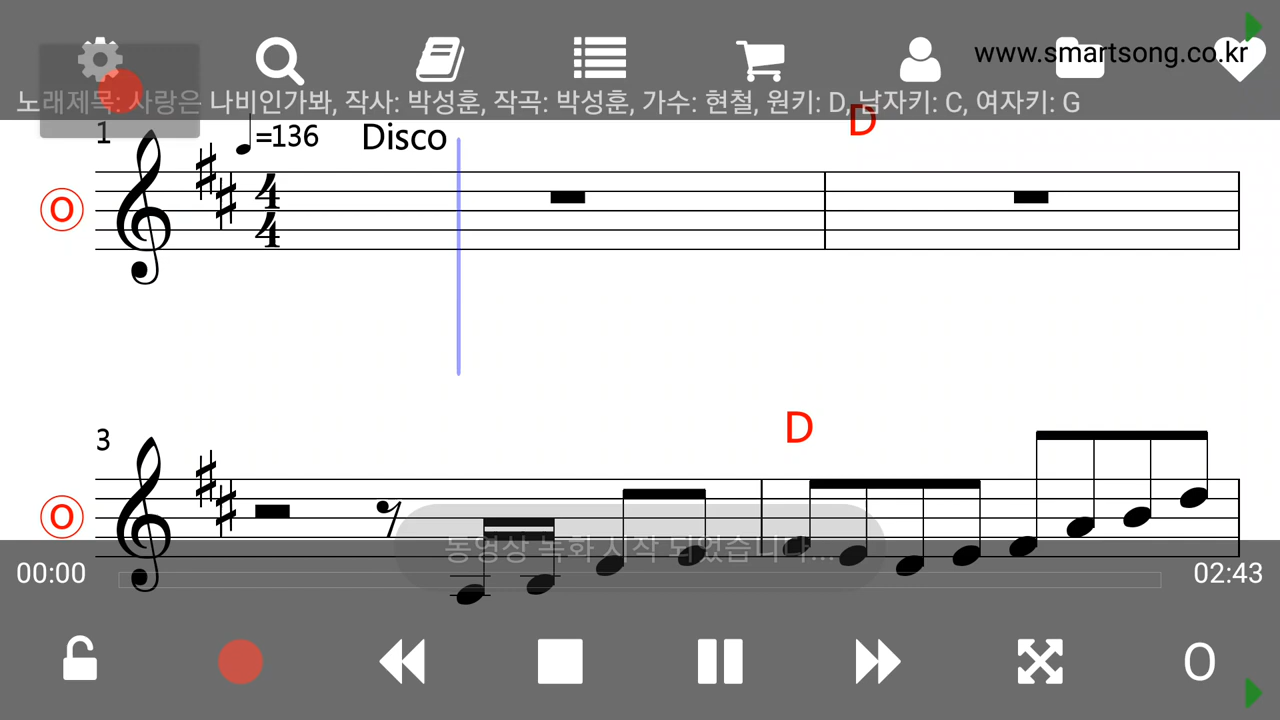 www.smartsong.co.kr
노래제목: 사랑은 나비인가봐, 작사: 박성훈, 작곡: 박성훈, 가수: 현철, 원키: D, 남자키: C, 여자키: G
1 =136 Disco D
4
4
O
3 D
O
동영상 녹화 시작 되었습니다...
00:00 02:43
O